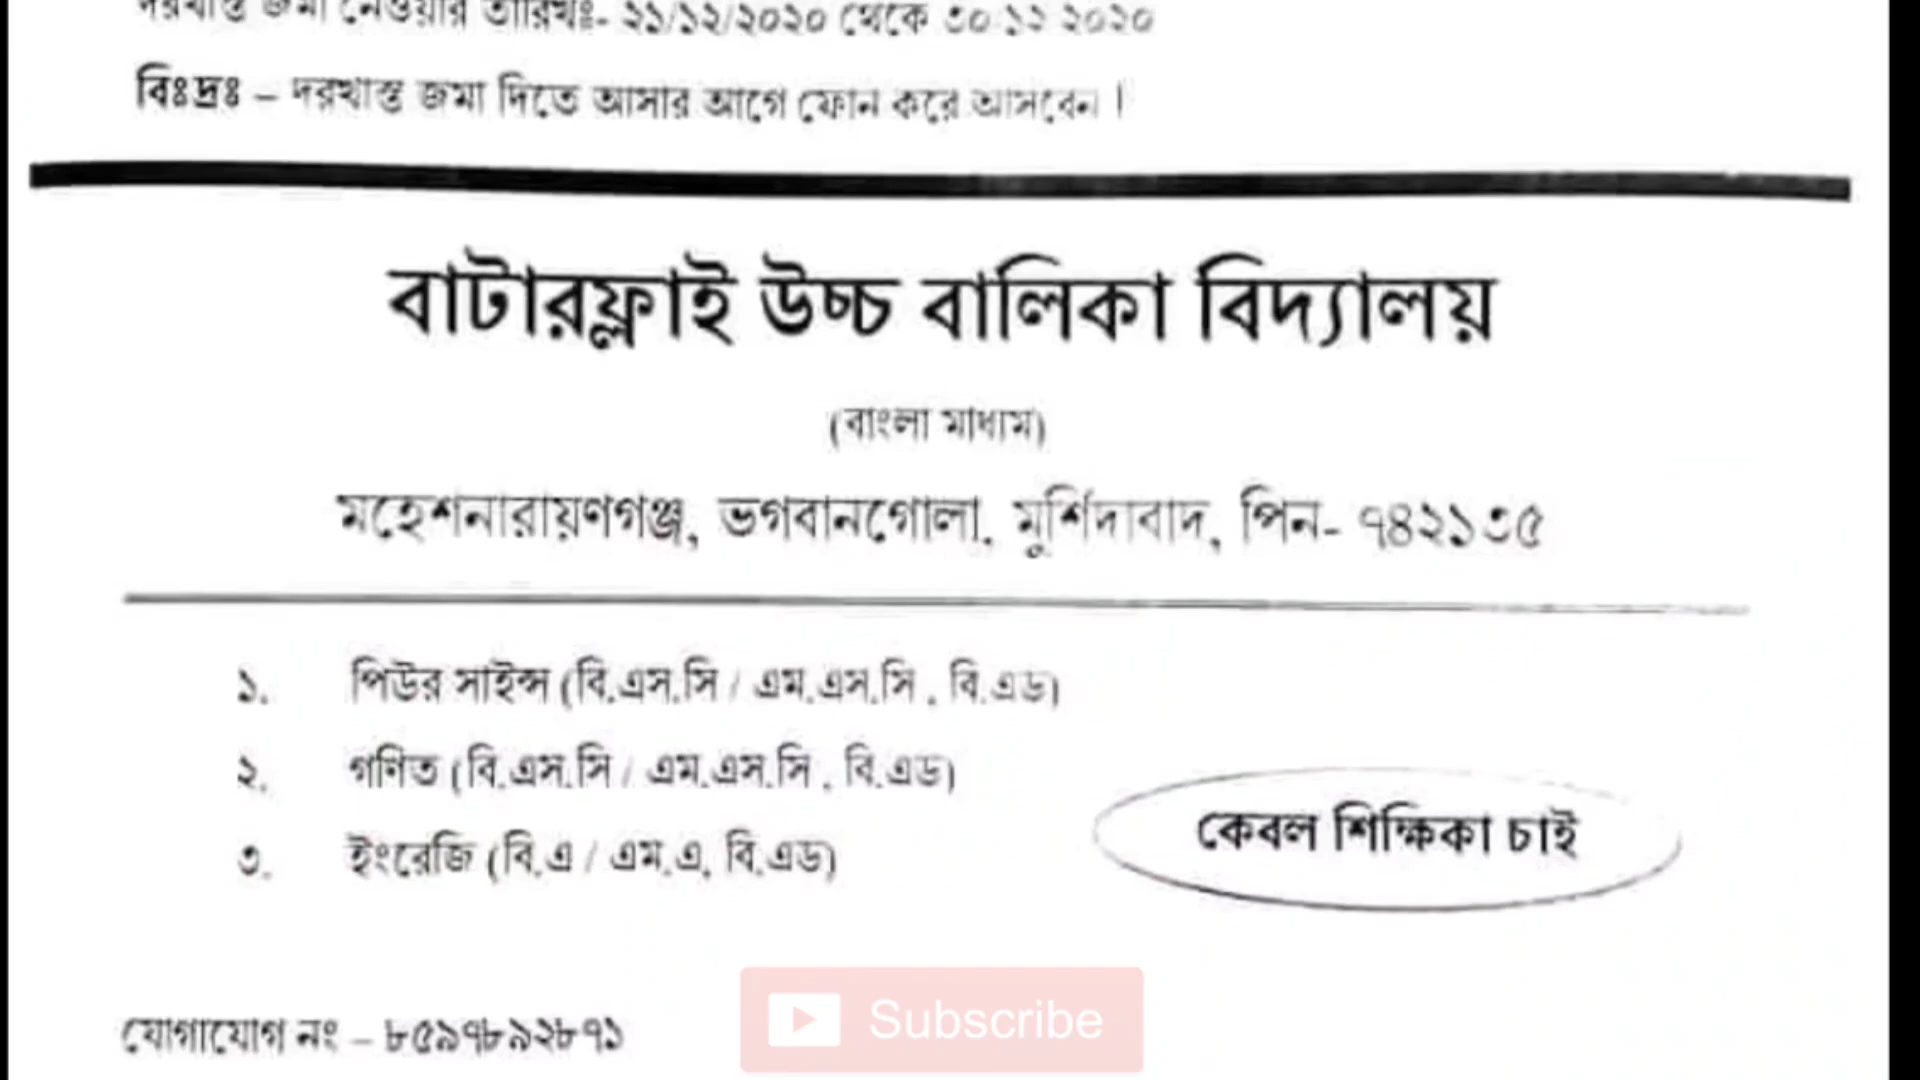 দরখাস্ত জমা নেওয়ার তারিখঃ- ২১/১২/২০২০ থেকে ৩০ ১২ ২০২০
বিঃদ্রঃ – দরখাস্ত জমা দিতে আসার আগে ফোন করে আসবেন।
বাটারফ্লাই উচ্চ বালিকা বিদ্যালয়
(বাংলা মাধ্যম)
মহেশনারায়ণগঞ্জ, ভগবানগোলা, মুর্শিদাবাদ, পিন- ৭৪২১৩৫
১. পিউর সাইন্স (বি.এস.সি / এম.এস.সি , বি.এড)
২. গণিত (বি.এস.সি / এম.এস.সি , বি.এড)
৩. ইংরেজি (বি.এ / এম.এ, বি.এড)
কেবল শিক্ষিকা চাই
যোগাযোগ নং – ৮৫৯৭৮৯২৮৭১
Subscribe